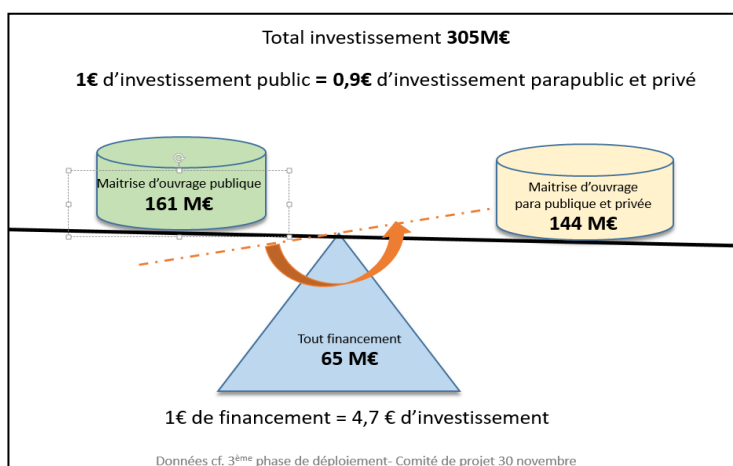 Total investissement 305M€
1€ d'investissement public = 0,9€ d'investissement parapublic et privé
Maitrise d'ouvrage publique
161 M€
Maitrise d'ouvrage
para publique et privée
144 M€
Tout financement
65 M€
1€ de financement = 4,7 € d'investissement
Données cf. 3ème phase de déploiement- Comité de projet 30 novembre